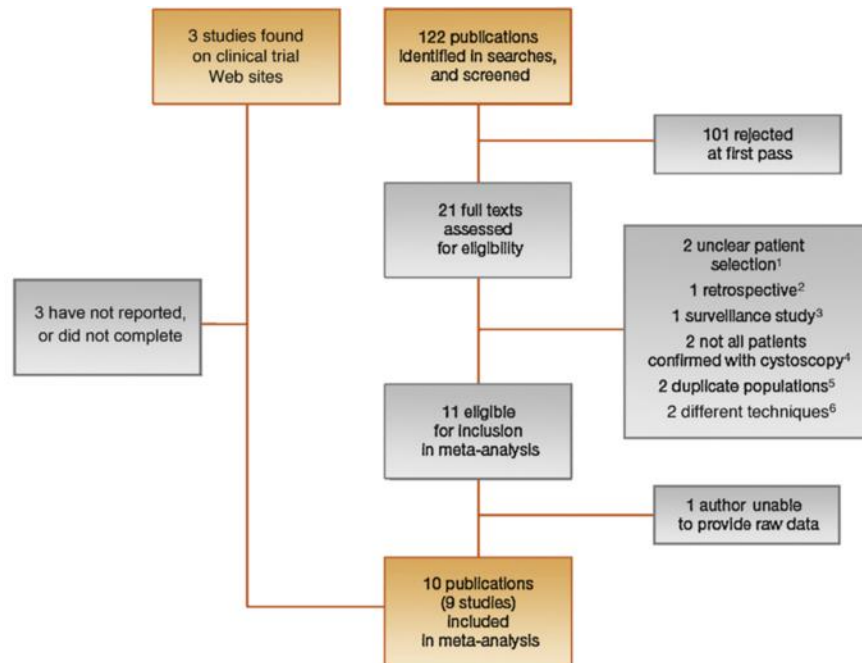 3 studies found
on clinical trial
Web sites
122 publications
identified in searches,
and screened
101 rejected
at first pass
21 full texts
assessed
for eligibility
2 unclear patient
selection¹
1 retrospective²
1 surveillance study³
2 not all patients
confirmed with cystoscopy⁴
2 duplicate populations⁵
2 different techniques⁶
3 have not reported,
or did not complete
11 eligible
for inclusion
in meta-analysis
1 author unable
to provide raw data
10 publications
(9 studies)
included
in meta-analysis